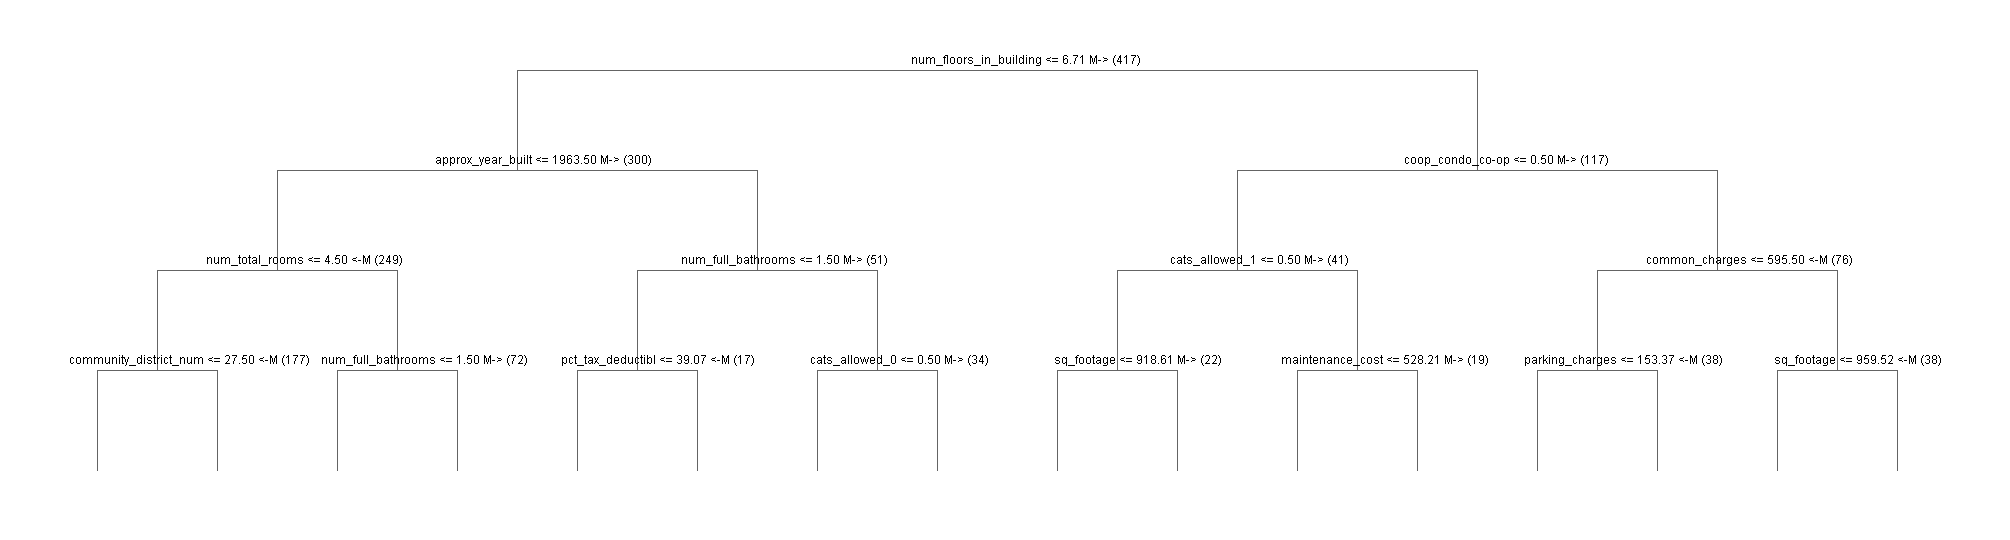 num_floors_in_building <= 6.71 M-> (417)
approx_year_built <= 1963.50 M-> (300)
coop_condo_co-op <= 0.50 M-> (117)
num_total_rooms <= 4.50 <-M (249)
num_full_bathrooms <= 1.50 M-> (51)
cats_allowed_1 <= 0.50 M-> (41)
common_charges <= 595.50 <-M (76)
community_district_num <= 27.50 <-M (177)
num_full_bathrooms <= 1.50 M-> (72)
pct_tax_deductibl <= 39.07 <-M (17)
cats_allowed_0 <= 0.50 M-> (34)
sq_footage <= 918.61 M-> (22)
maintenance_cost <= 528.21 M-> (19)
parking_charges <= 153.37 <-M (38)
sq_footage <= 959.52 <-M (38)